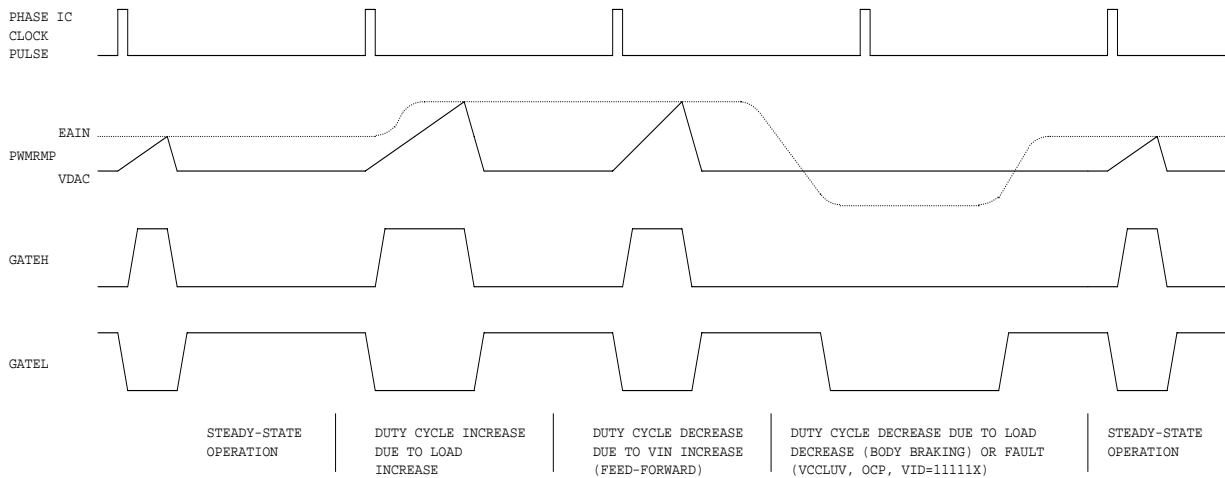 PHASE IC
CLOCK
PULSE
EAIN
PWMRMP
VDAC
GATEH
GATEL
STEADY-STATE
OPERATION
DUTY CYCLE INCREASE
DUE TO LOAD
INCREASE
DUTY CYCLE DECREASE
DUE TO VIN INCREASE
(FEED-FORWARD)
DUTY CYCLE DECREASE DUE TO LOAD
DECREASE (BODY BRAKING) OR FAULT
(VCCLUV, OCP, VID=11111X)
STEADY-STATE
OPERATION